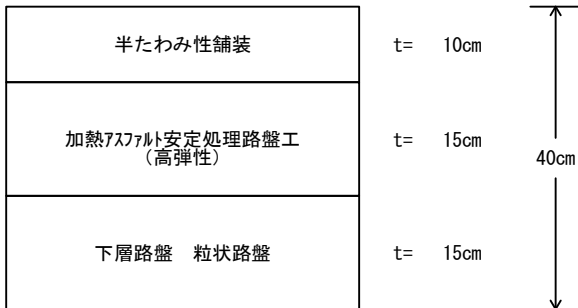 半たわみ性舗装 t= 10cm
加熱ｱｽﾌｧﾙﾄ安定処理路盤工 t= 15cm
（高弾性）
40cm
下層路盤　粒状路盤 t= 15cm